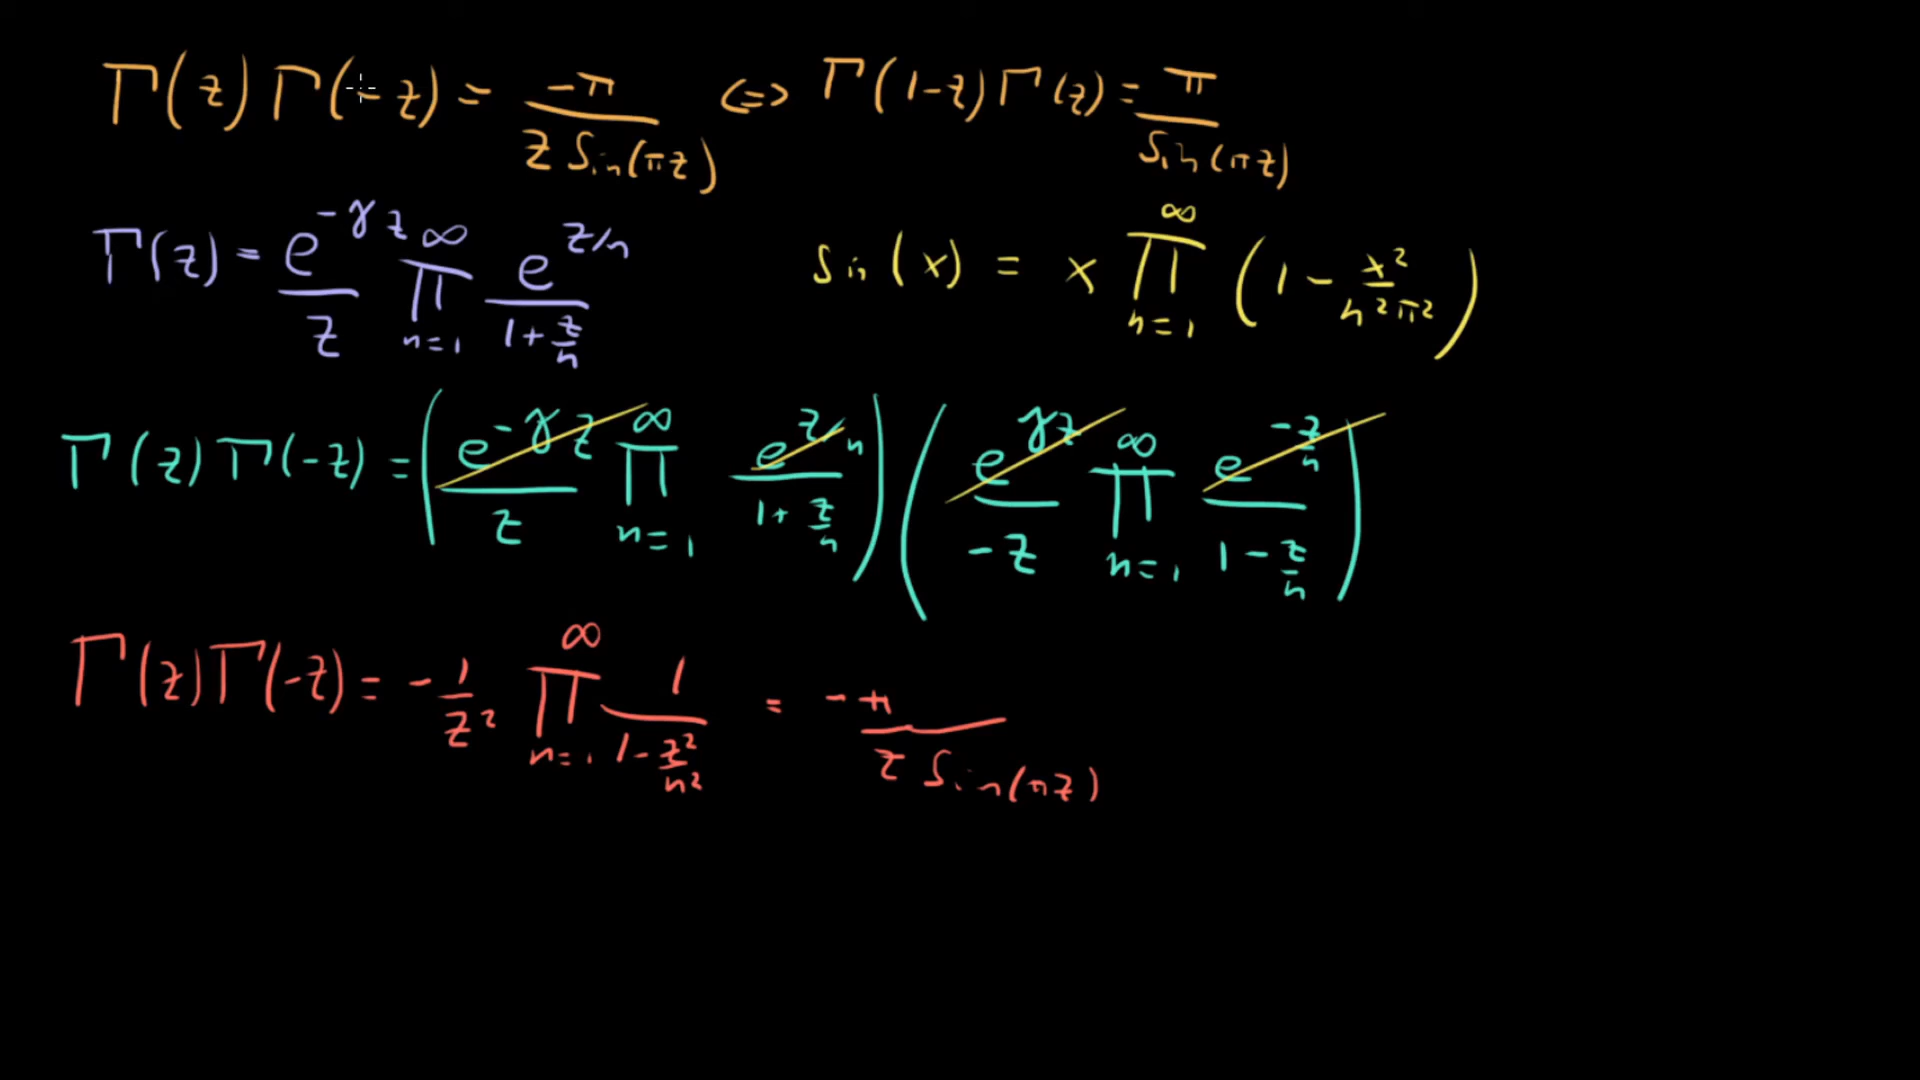 Γ(z) Γ(-z) = -π / (z Sin(πz)) <=> Γ(1-z) Γ(z) = π / Sin(πz)
Γ(z) = e^{-γz} / z ∏_{n=1}^{∞} e^{z/n} / (1 + z/n)
Sin(x) = x ∏_{n=1}^{∞} (1 - x² / (n²π²))
Γ(z) Γ(-z) = (e^{-γz} / z ∏_{n=1}^{∞} e^{z/n} / (1 + z/n)) (e^{γz} / -z ∏_{n=1}^{∞} e^{-z/n} / (1 - z/n))
Γ(z) Γ(-z) = - 1/z² ∏_{n=1}^{∞} 1 / (1 - z²/n²) = -π / (z Sin(πz))